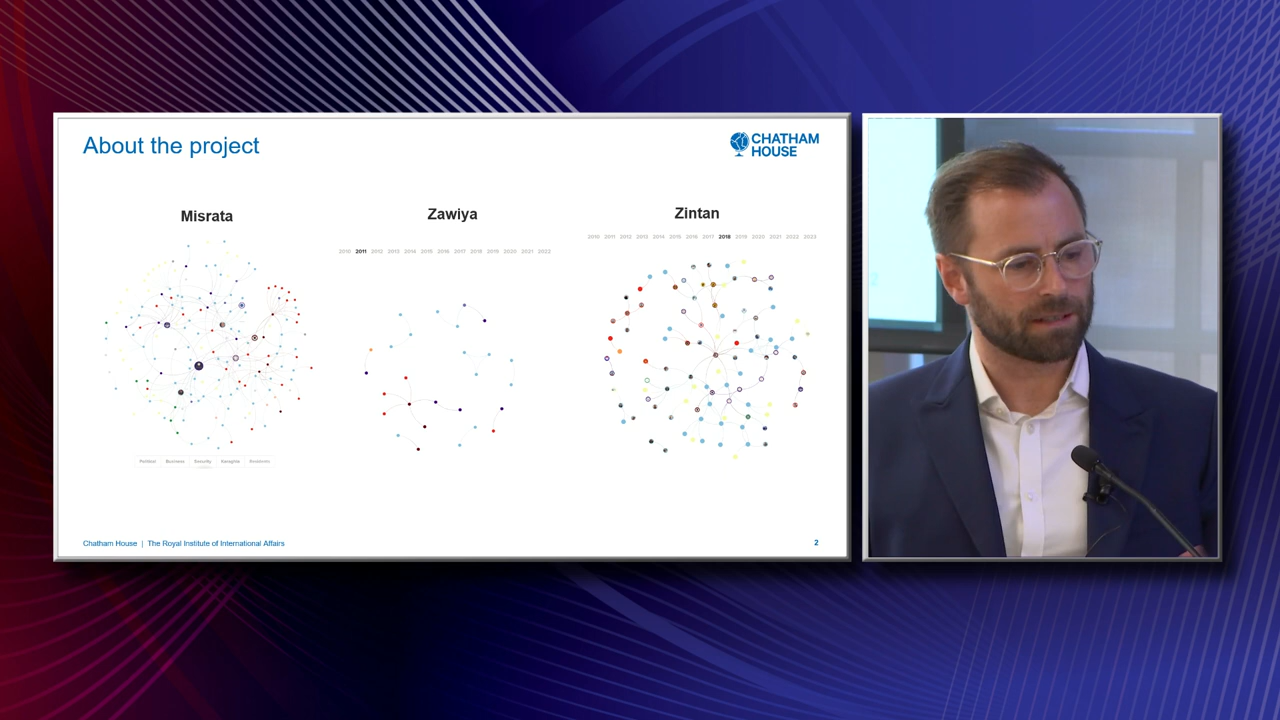 About the project
CHATHAM
HOUSE
Misrata
Zawiya
Zintan
2010 2011 2012 2013 2014 2015 2016 2017 2018 2019 2020 2021 2022
2010 2011 2012 2013 2014 2015 2016 2017 2018 2019 2020 2021 2022 2023
Political Business Security Kataghis
Chatham House | The Royal Institute of International Affairs
2